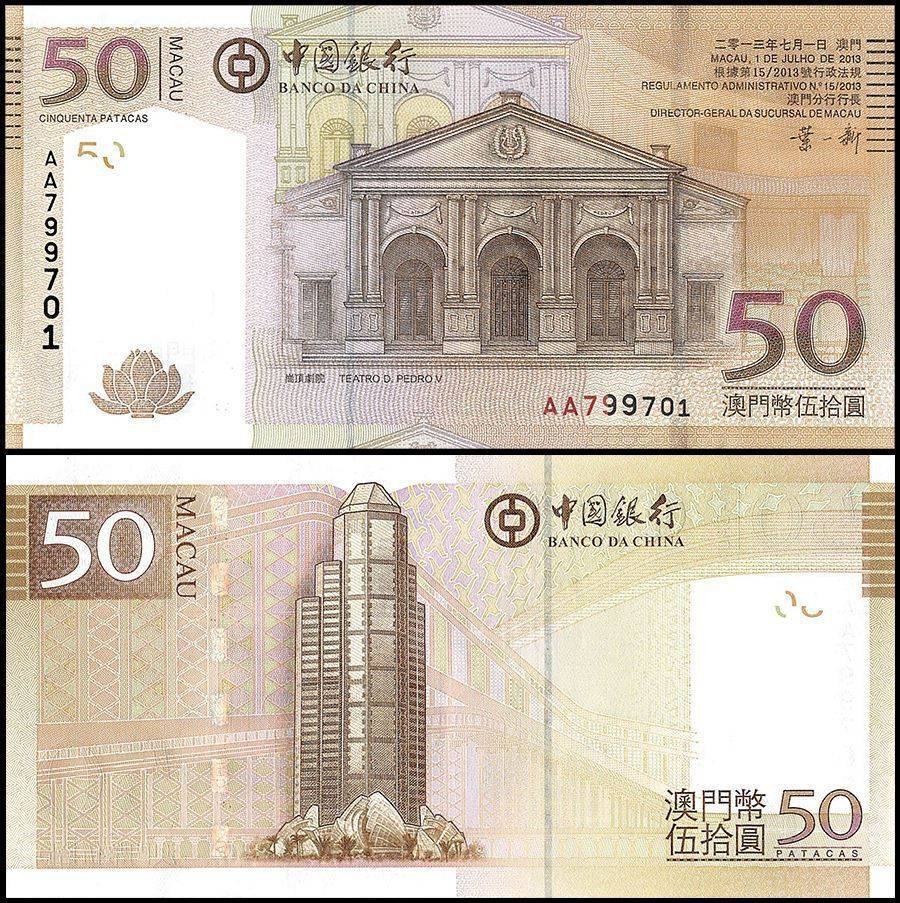 50
MACAU
CINQUENTA PATACAS
中國銀行
BANCO DA CHINA
二零一三年七月一日 澳門
MACAU, 1 DE JULHO DE 2013
根據第15/2013號行政法規
REGULAMENTO ADMINISTRATIVO N.º 15/2013
澳門分行行長
DIRECTOR-GERAL DA SUCURSAL DE MACAU
葉一新
AA799701
50
崗頂劇院 TEATRO D. PEDRO V
AA799701
50
澳門幣伍拾圓
50
MACAU
中國銀行
BANCO DA CHINA
澳門幣
伍拾圓
50
PATACAS